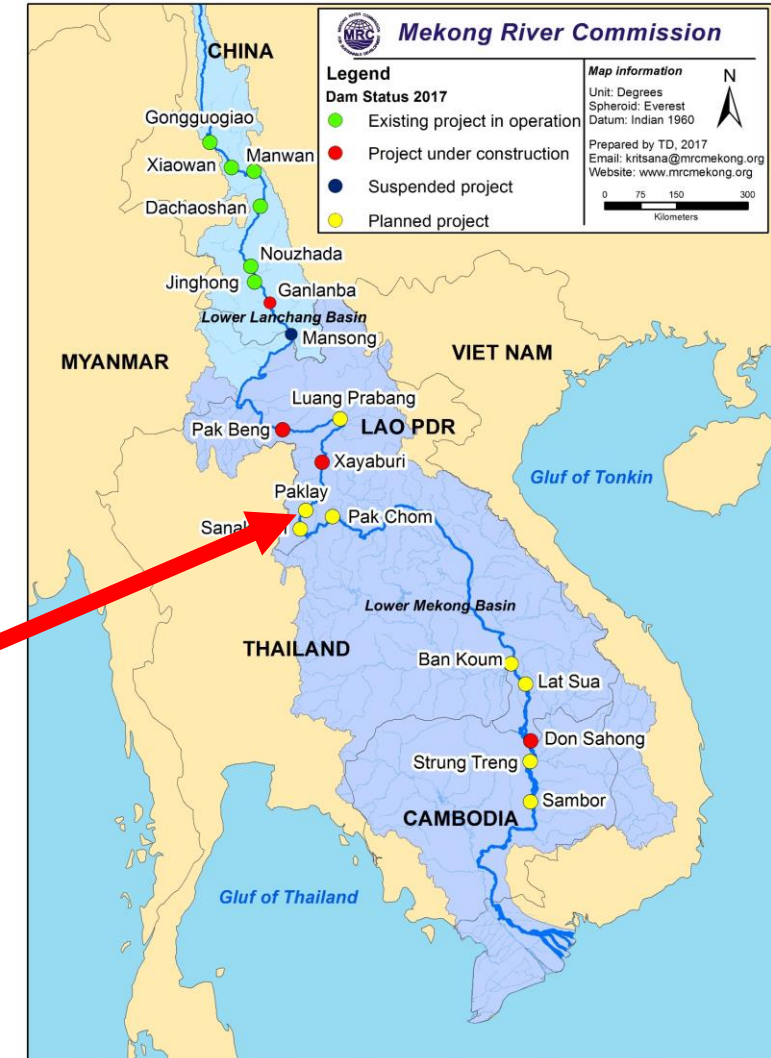 MRC
Mekong River Commission
Legend
Dam Status 2017
Existing project in operation
Project under construction
Suspended project
Planned project
Map information
Unit: Degrees
Spheroid: Everest
Datum: Indian 1960
Prepared by TD, 2017
Email: kritsana@mrcmekong.org
Website: www.mrcmekong.org
N
0 75 150 300
Kilometers
CHINA
Gongguogiao
Xiaowan
Manwan
Dachaoshan
Nouzhada
Jinghong
Ganlanba
Lower Lanchang Basin
Mansong
MYANMAR
VIET NAM
Luang Prabang
Pak Beng
LAO PDR
Xayaburi
Gluf of Tonkin
Paklay
Pak Chom
Lower Mekong Basin
THAILAND
Ban Koum
Lat Sua
Don Sahong
Strung Treng
Sambor
CAMBODIA
Gluf of Thailand